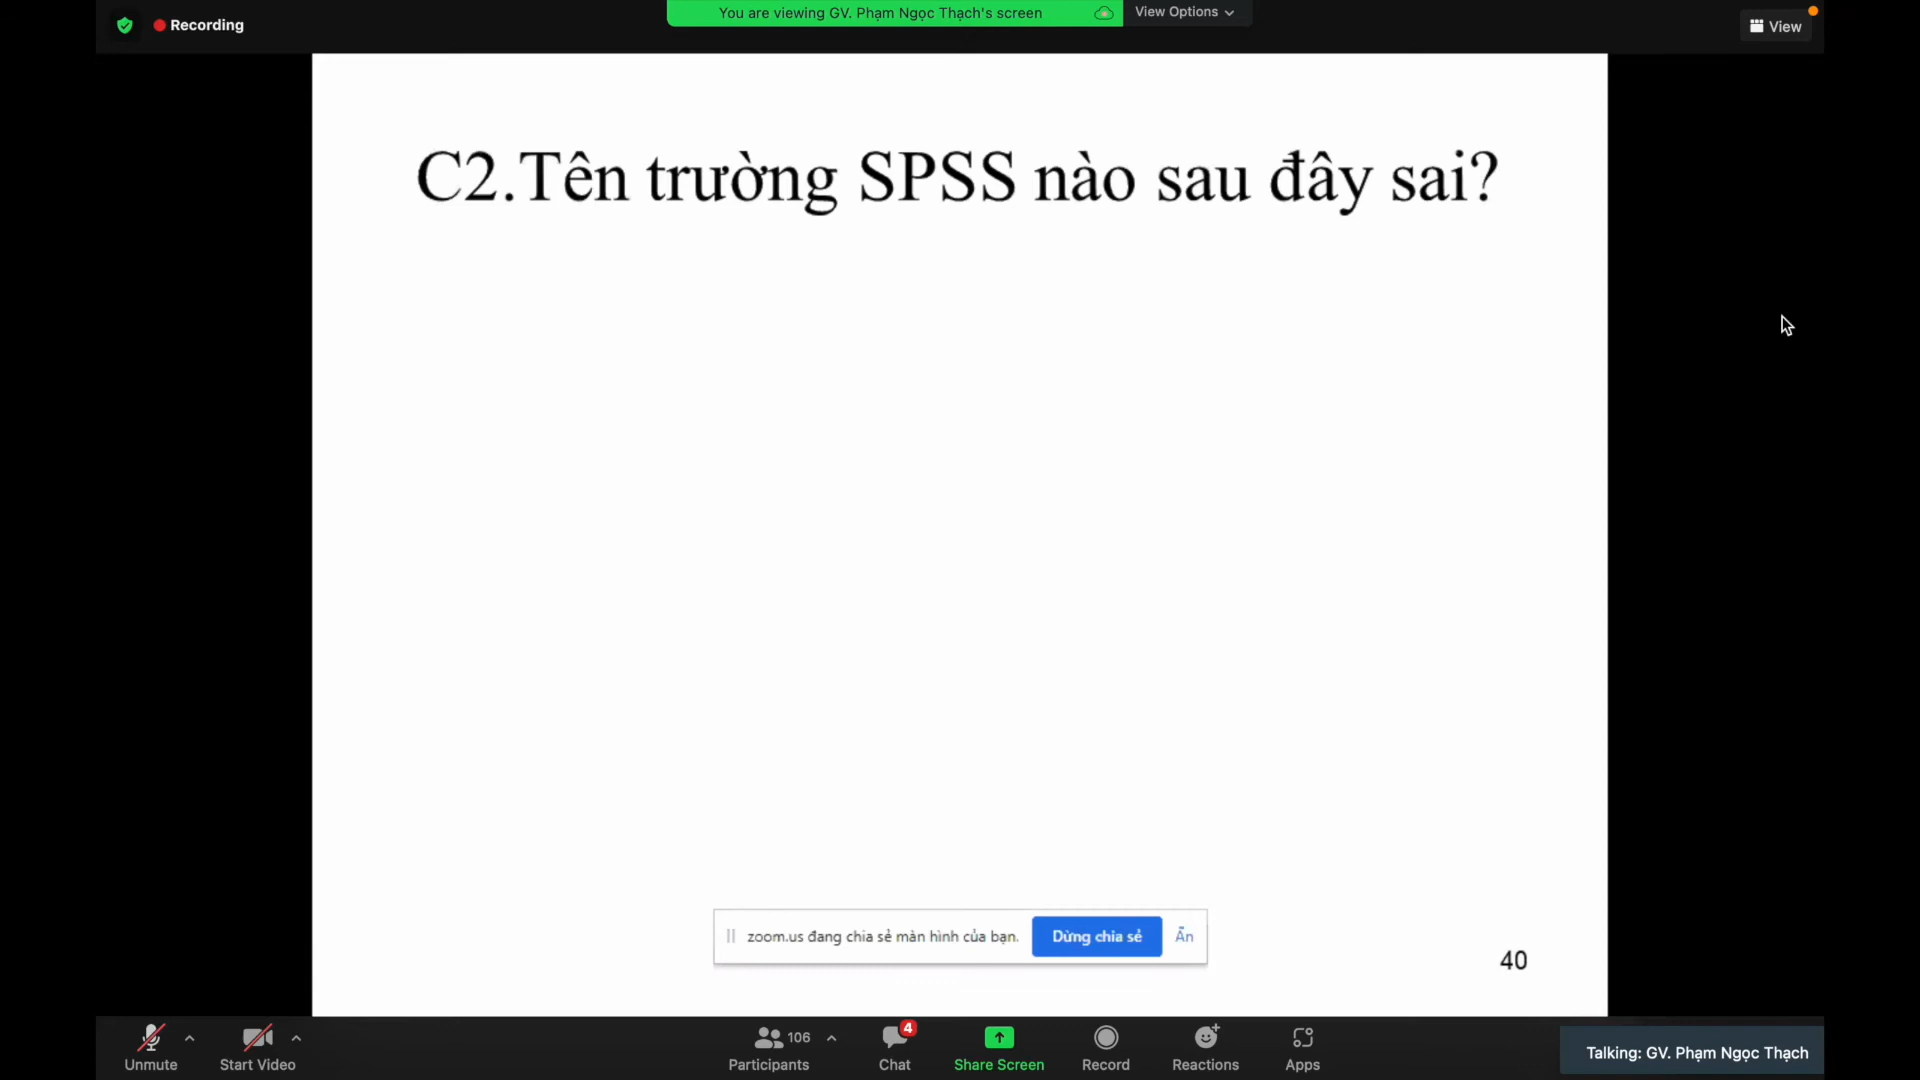 Recording
You are viewing GV. Phạm Ngọc Thạch's screen
View Options
View
C2.Tên trường SPSS nào sau đây sai?
zoom.us đang chia sẻ màn hình của bạn.
Dừng chia sẻ
Ẩn
40
Unmute
Start Video
106
Participants
4
Chat
Share Screen
Record
Reactions
Apps
Talking: GV. Phạm Ngọc Thạch